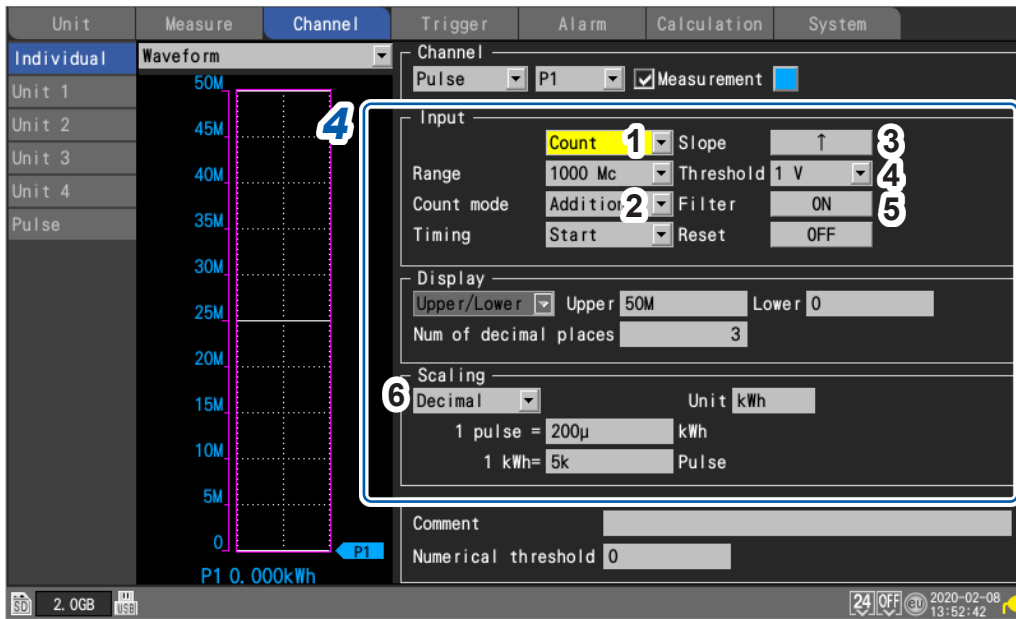 Unit Measure Channel Trigger Alarm Calculation System
Individual
Unit 1
Unit 2
Unit 3
Unit 4
Pulse
Waveform
50M
45M
40M
35M
30M
25M
20M
15M
10M
5M
0
P1
P1 0.000kWh
4
Channel
Pulse P1 Measurement
Input
Count 1 Slope ↑ 3
Range 1000 Mc Threshold 1 V 4
Count mode Addition 2 Filter ON 5
Timing Start Reset OFF
Display
Upper/Lower Upper 50M Lower 0
Num of decimal places 3
Scaling
6 Decimal Unit kWh
1 pulse = 200µ kWh
1 kWh= 5k Pulse
Comment
Numerical threshold 0
SD 2.0GB USB 24 OFF eu 2020-02-08
13:52:42